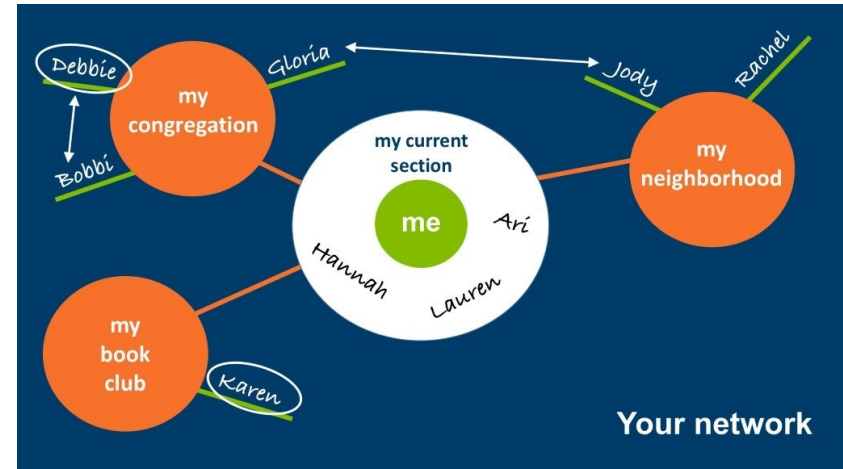 Debbie
Gloria
Bobbi
my
congregation
Jody
Rachel
my
neighborhood
my current
section
me
Ari
Hannah
Lauren
my
book
club
Karen
Your network